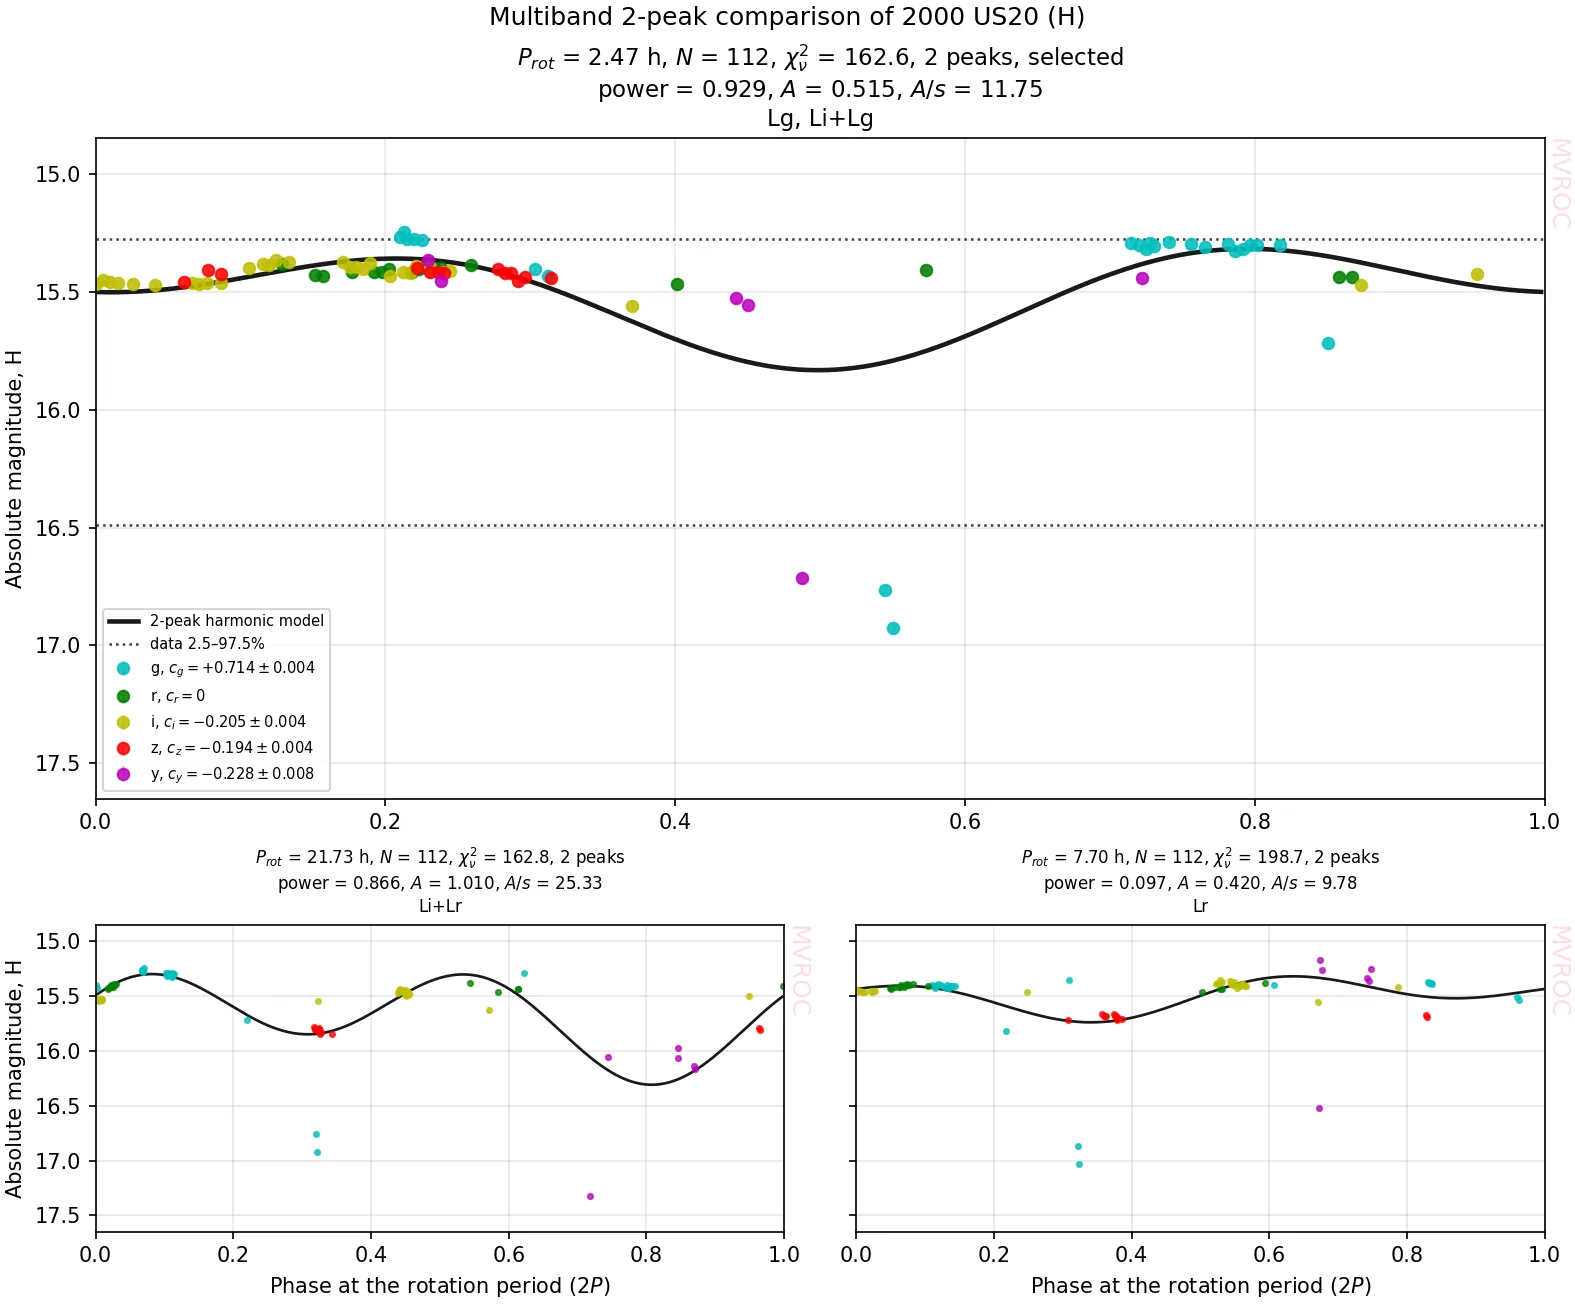 Multiband 2-peak comparison of 2000 US20 (H)
P_rot = 2.47 h, N = 112, χ²_ν = 162.6, 2 peaks, selected
power = 0.929, A = 0.515, A/s = 11.75
Lg, Li+Lg
MVROC
Absolute magnitude, H
15.0
15.5
16.0
16.5
17.0
17.5
2-peak harmonic model
data 2.5–97.5%
g, c_g = +0.714 ± 0.004
r, c_r = 0
i, c_i = −0.205 ± 0.004
z, c_z = −0.194 ± 0.004
y, c_y = −0.228 ± 0.008
0.0 0.2 0.4 0.6 0.8 1.0
P_rot = 21.73 h, N = 112, χ²_ν = 162.8, 2 peaks
power = 0.866, A = 1.010, A/s = 25.33
Li+Lr
MVROC
Absolute magnitude, H
15.0
15.5
16.0
16.5
17.0
17.5
0.0 0.2 0.4 0.6 0.8 1.0
Phase at the rotation period (2P)
P_rot = 7.70 h, N = 112, χ²_ν = 198.7, 2 peaks
power = 0.097, A = 0.420, A/s = 9.78
Lr
MVROC
0.0 0.2 0.4 0.6 0.8 1.0
Phase at the rotation period (2P)